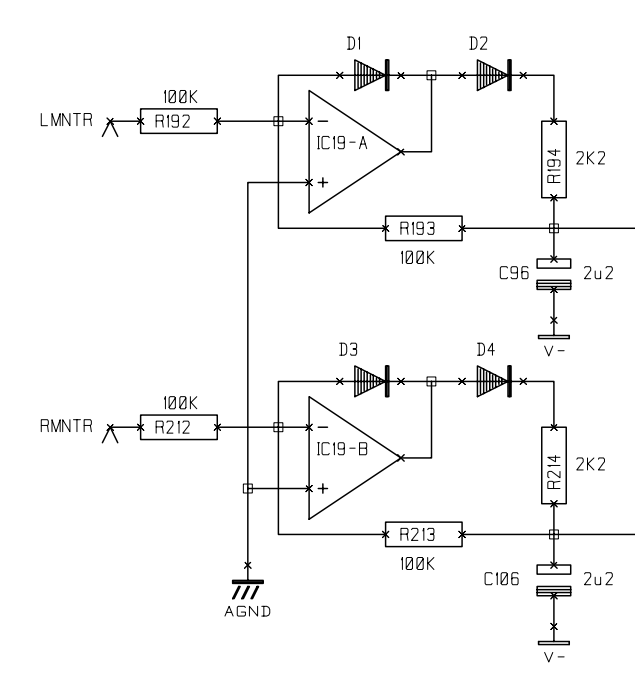 D1 D2
100K
LMNTR R192 - IC19-A +
R194 2K2
R193
100K
C96 2u2
V-
D3 D4
100K
RMNTR R212 - IC19-B +
R214 2K2
R213
100K
C106 2u2
AGND
V-